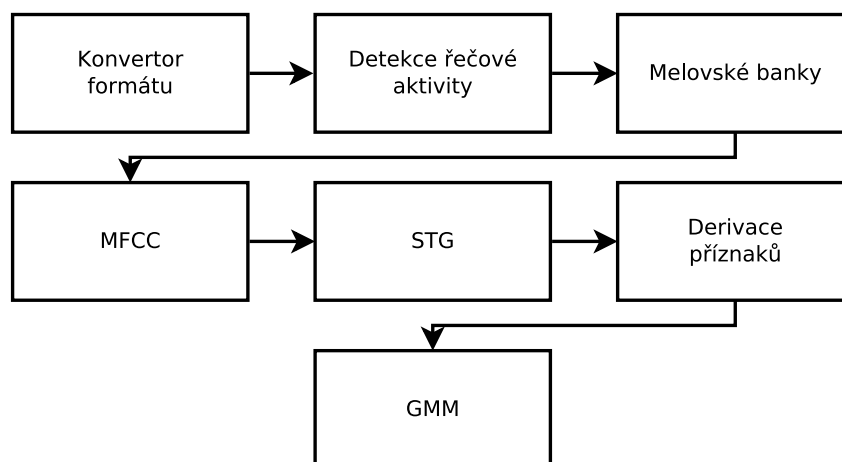 Konvertor
formátu
Detekce řečové
aktivity
Melovské banky
MFCC
STG
Derivace
příznaků
GMM